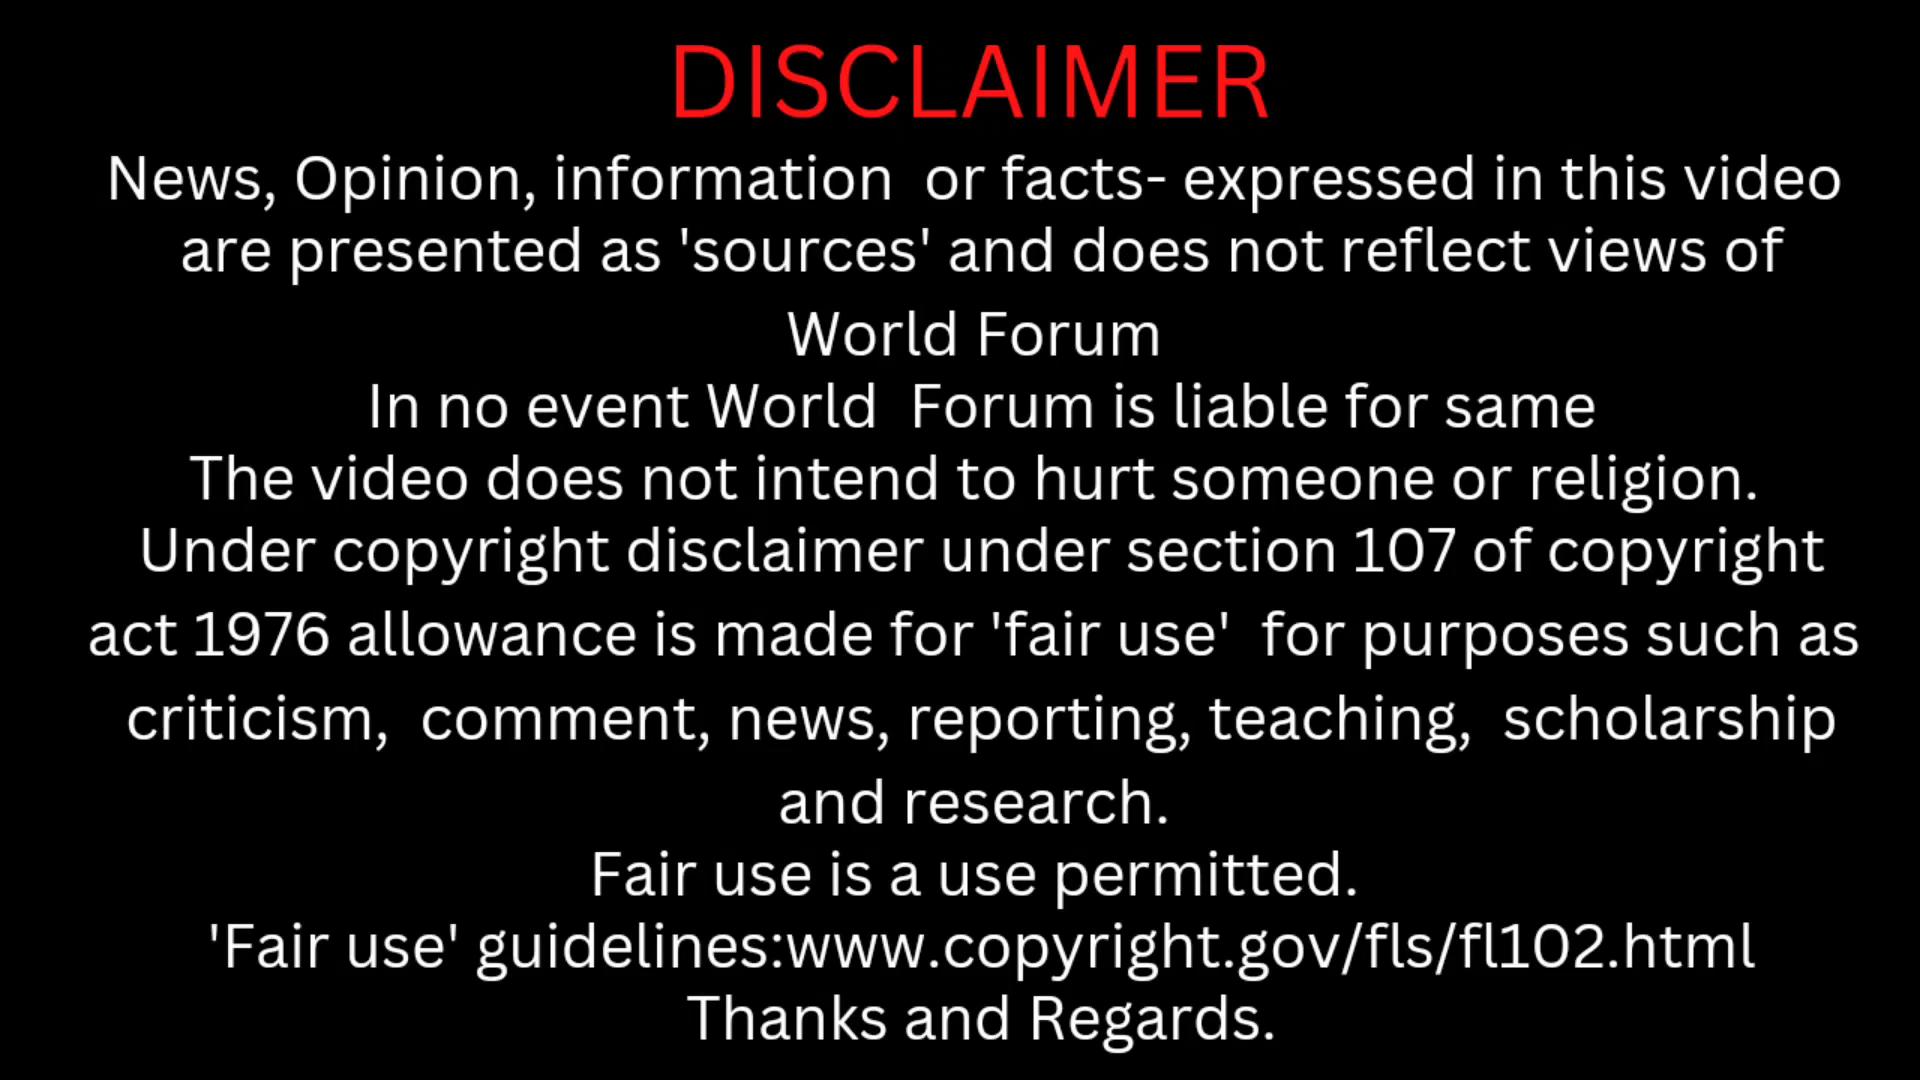 DISCLAIMER
News, Opinion, information  or facts- expressed in this video
are presented as 'sources' and does not reflect views of
World Forum
In no event World  Forum is liable for same
The video does not intend to hurt someone or religion.
Under copyright disclaimer under section 107 of copyright
act 1976 allowance is made for 'fair use'  for purposes such as
criticism,  comment, news, reporting, teaching,  scholarship
and research.
Fair use is a use permitted.
'Fair use' guidelines:www.copyright.gov/fls/fl102.html
Thanks and Regards.